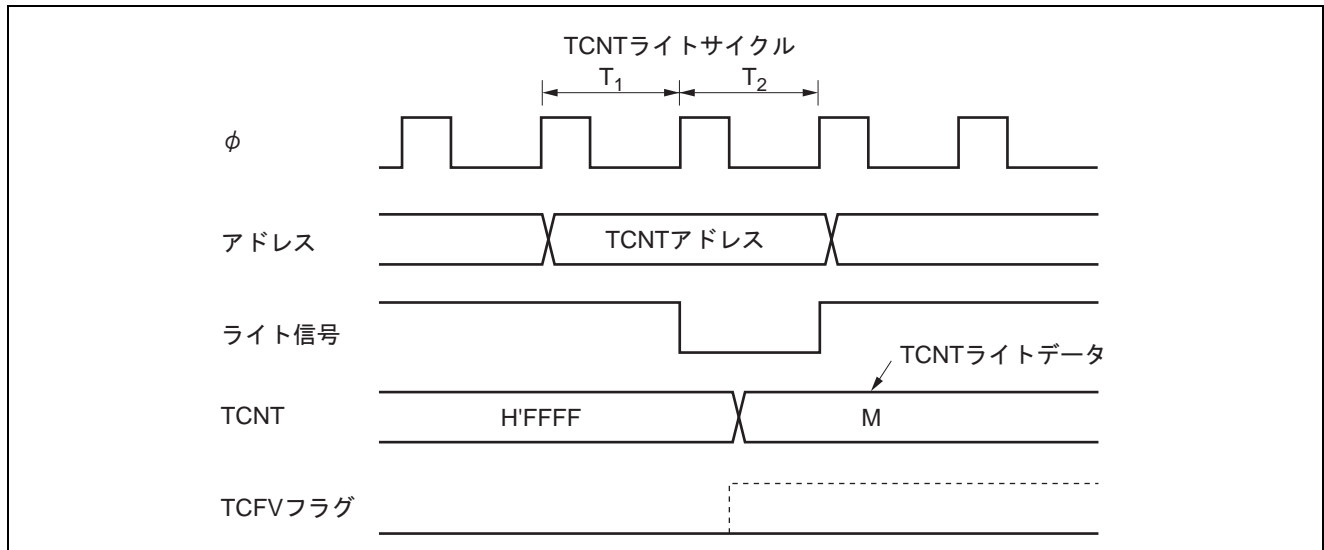 TCNTライトサイクル
T1 T2
φ
アドレス TCNTアドレス
ライト信号
TCNTライトデータ
TCNT H'FFFF M
TCFVフラグ